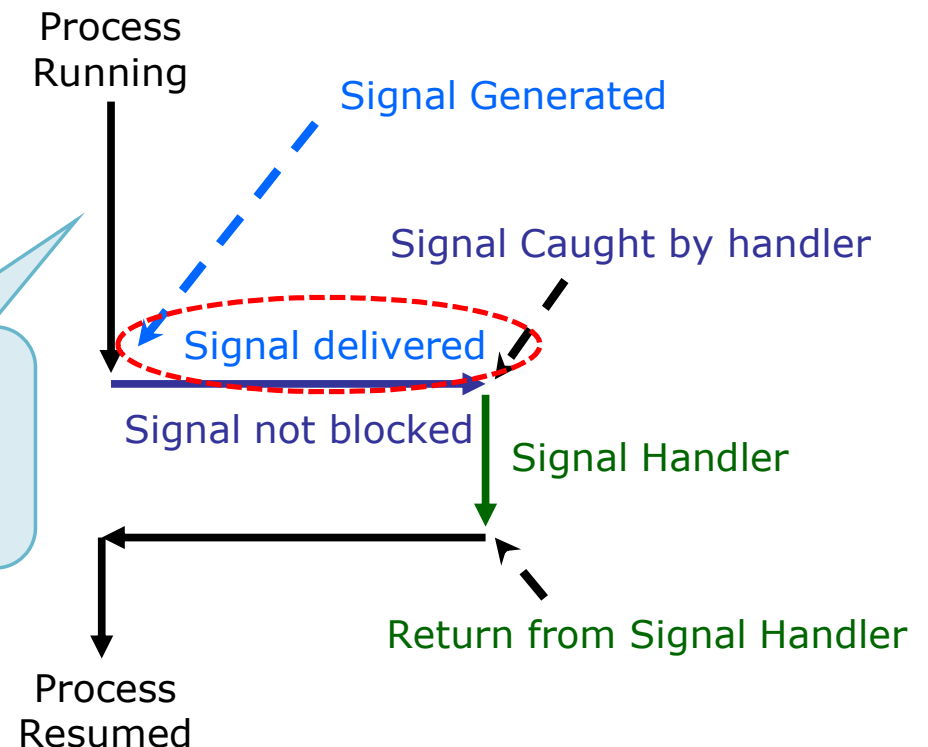 Process
Running
Signal Generated
Signal Caught by handler
Signal delivered
Signal not blocked
Signal Handler
Return from Signal Handler
Process
Resumed